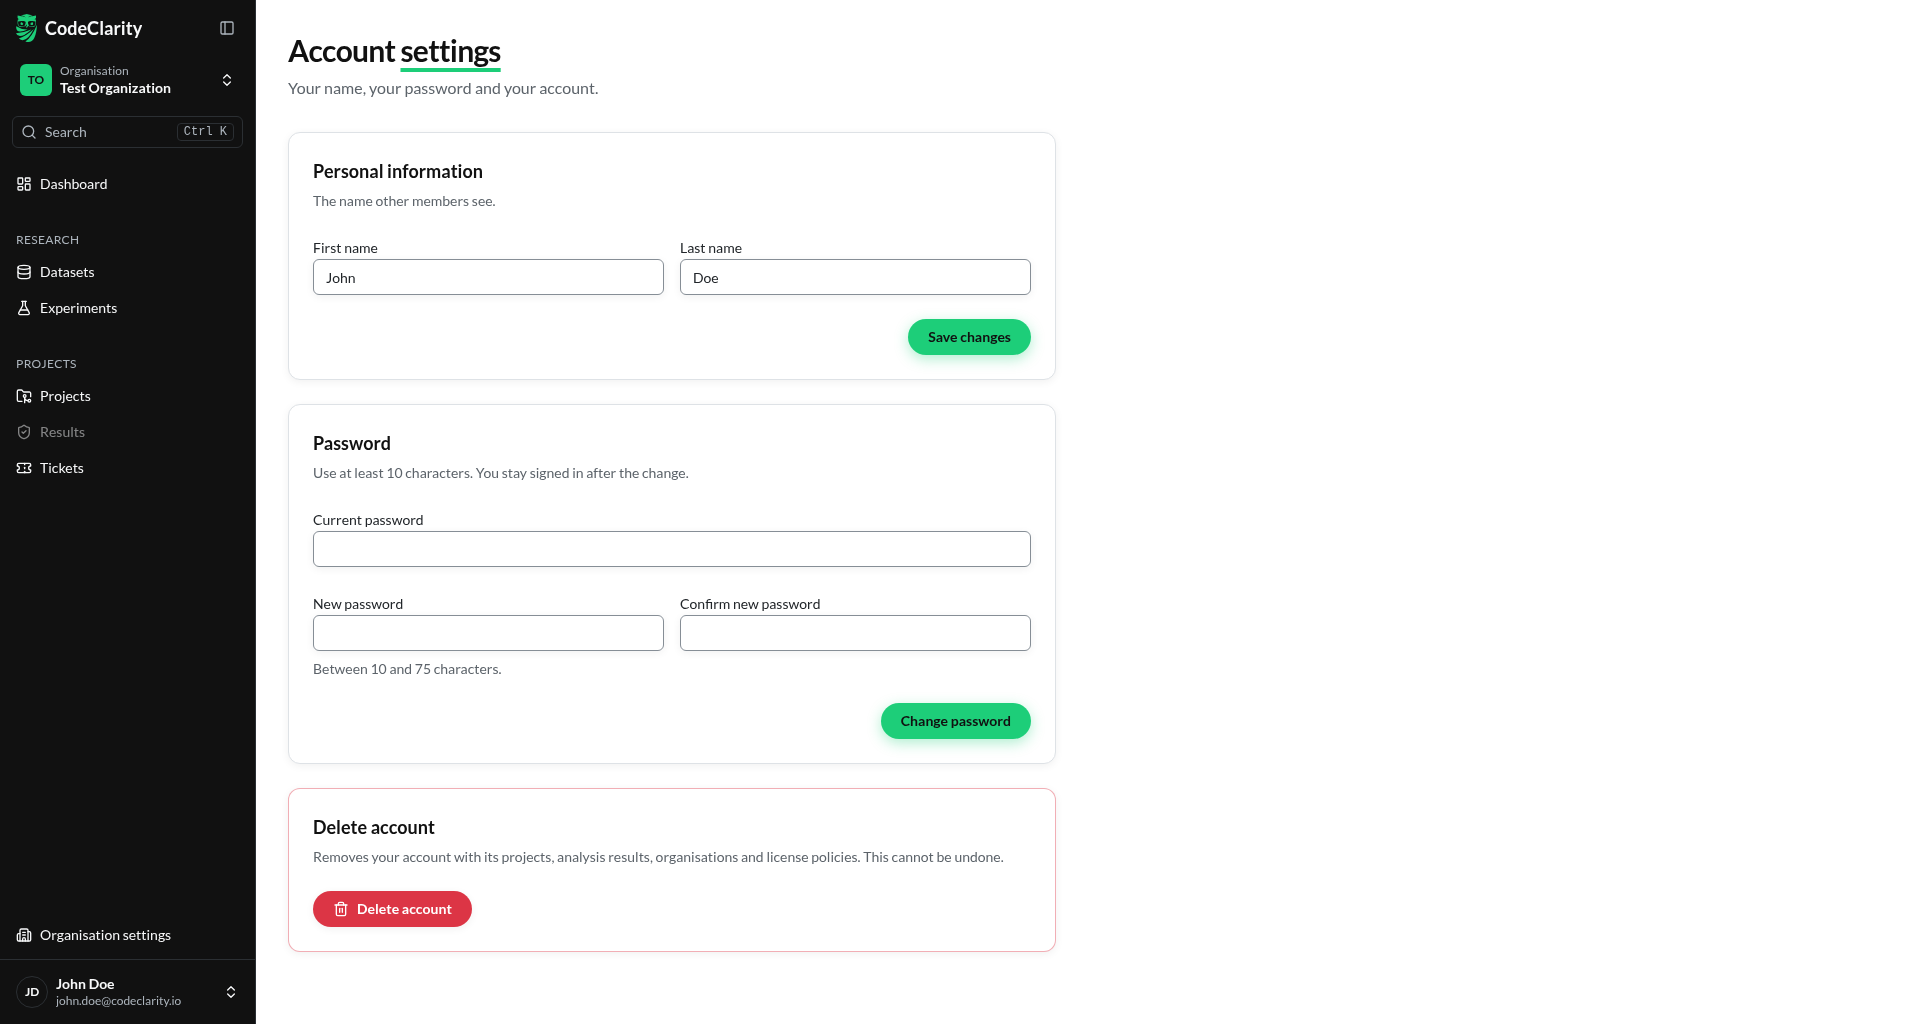 CodeClarity
TO
Organisation
Test Organization
Search
Ctrl K
Dashboard
RESEARCH
Datasets
Experiments
PROJECTS
Projects
Results
Tickets
Organisation settings
JD
John Doe
john.doe@codeclarity.io
Account settings
Your name, your password and your account.
Personal information
The name other members see.
First name
Last name
John
Doe
Save changes
Password
Use at least 10 characters. You stay signed in after the change.
Current password
New password
Confirm new password
Between 10 and 75 characters.
Change password
Delete account
Removes your account with its projects, analysis results, organisations and license policies. This cannot be undone.
Delete account